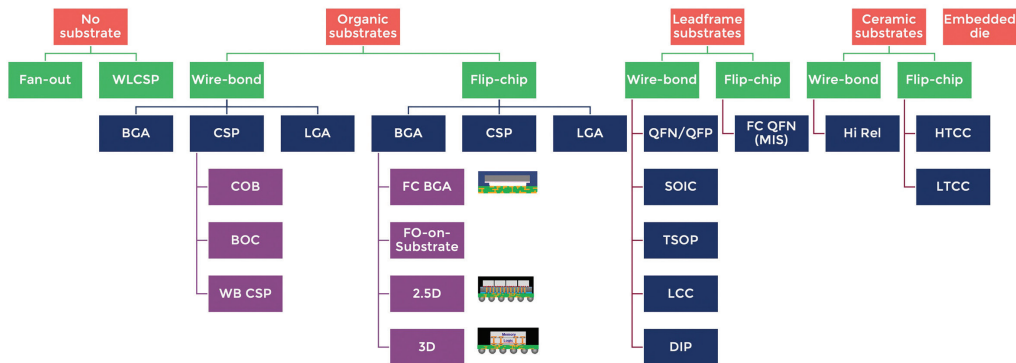 No
substrate
Organic
substrates
Leadframe
substrates
Ceramic
substrates
Embedded
die
Fan-out
WLCSP
Wire-bond
Flip-chip
Wire-bond
Flip-chip
Wire-bond
Flip-chip
BGA
CSP
LGA
BGA
CSP
LGA
QFN/QFP
FC QFN
(MIS)
Hi Rel
HTCC
COB
FC BGA
SOIC
LTCC
BOC
FO-on-
Substrate
TSOP
WB CSP
2.5D
LCC
3D
Memory
Logic
DIP